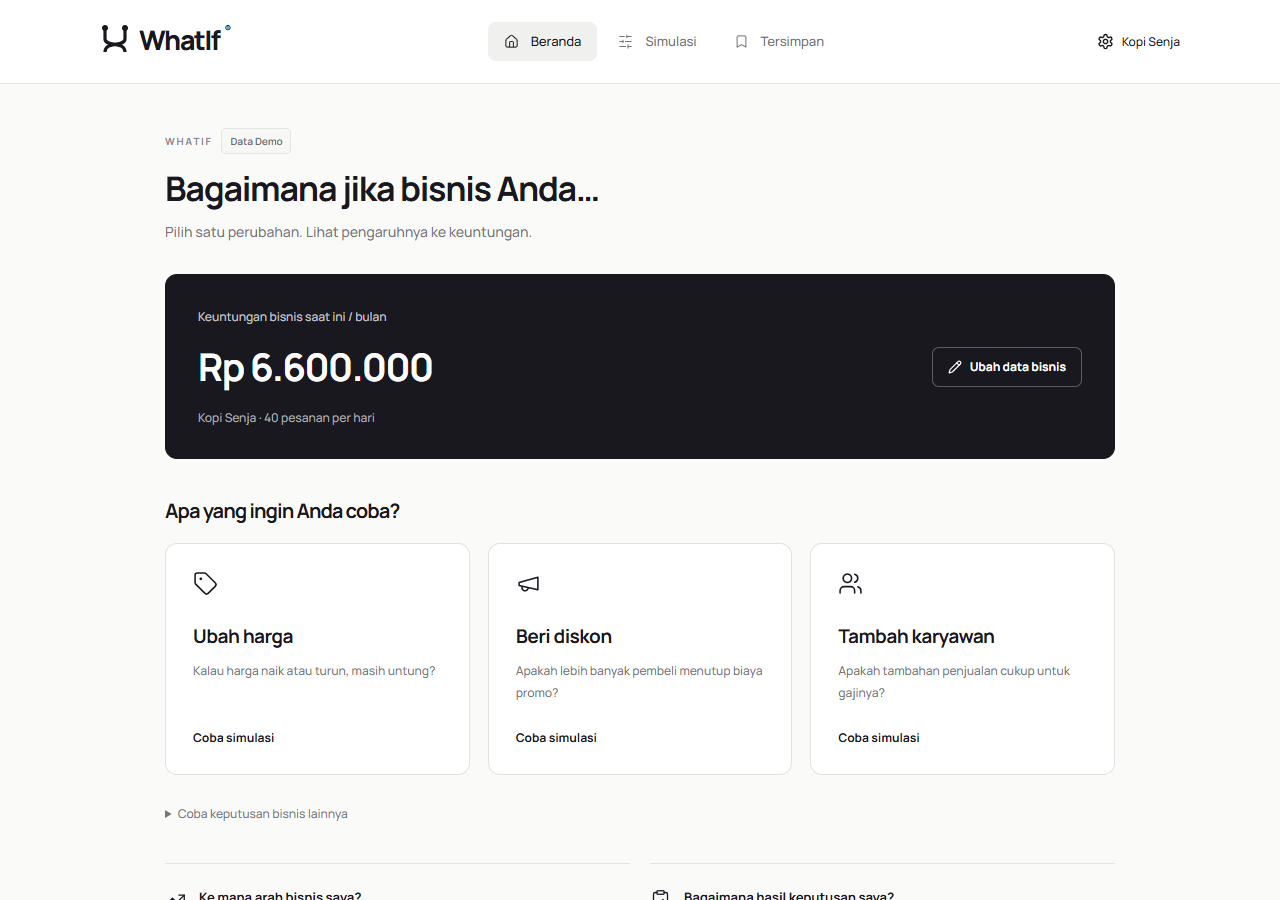 WhatIf®
Beranda
Simulasi
Tersimpan
Kopi Senja
WHATIF
Data Demo
Bagaimana jika bisnis Anda...
Pilih satu perubahan. Lihat pengaruhnya ke keuntungan.
Keuntungan bisnis saat ini / bulan
Rp 6.600.000
Ubah data bisnis
Kopi Senja · 40 pesanan per hari
Apa yang ingin Anda coba?
Ubah harga
Kalau harga naik atau turun, masih untung?
Coba simulasi
Beri diskon
Apakah lebih banyak pembeli menutup biaya
promo?
Coba simulasi
Tambah karyawan
Apakah tambahan penjualan cukup untuk
gajinya?
Coba simulasi
Coba keputusan bisnis lainnya
Ke mana arah bisnis saya?
Bagaimana hasil keputusan saya?